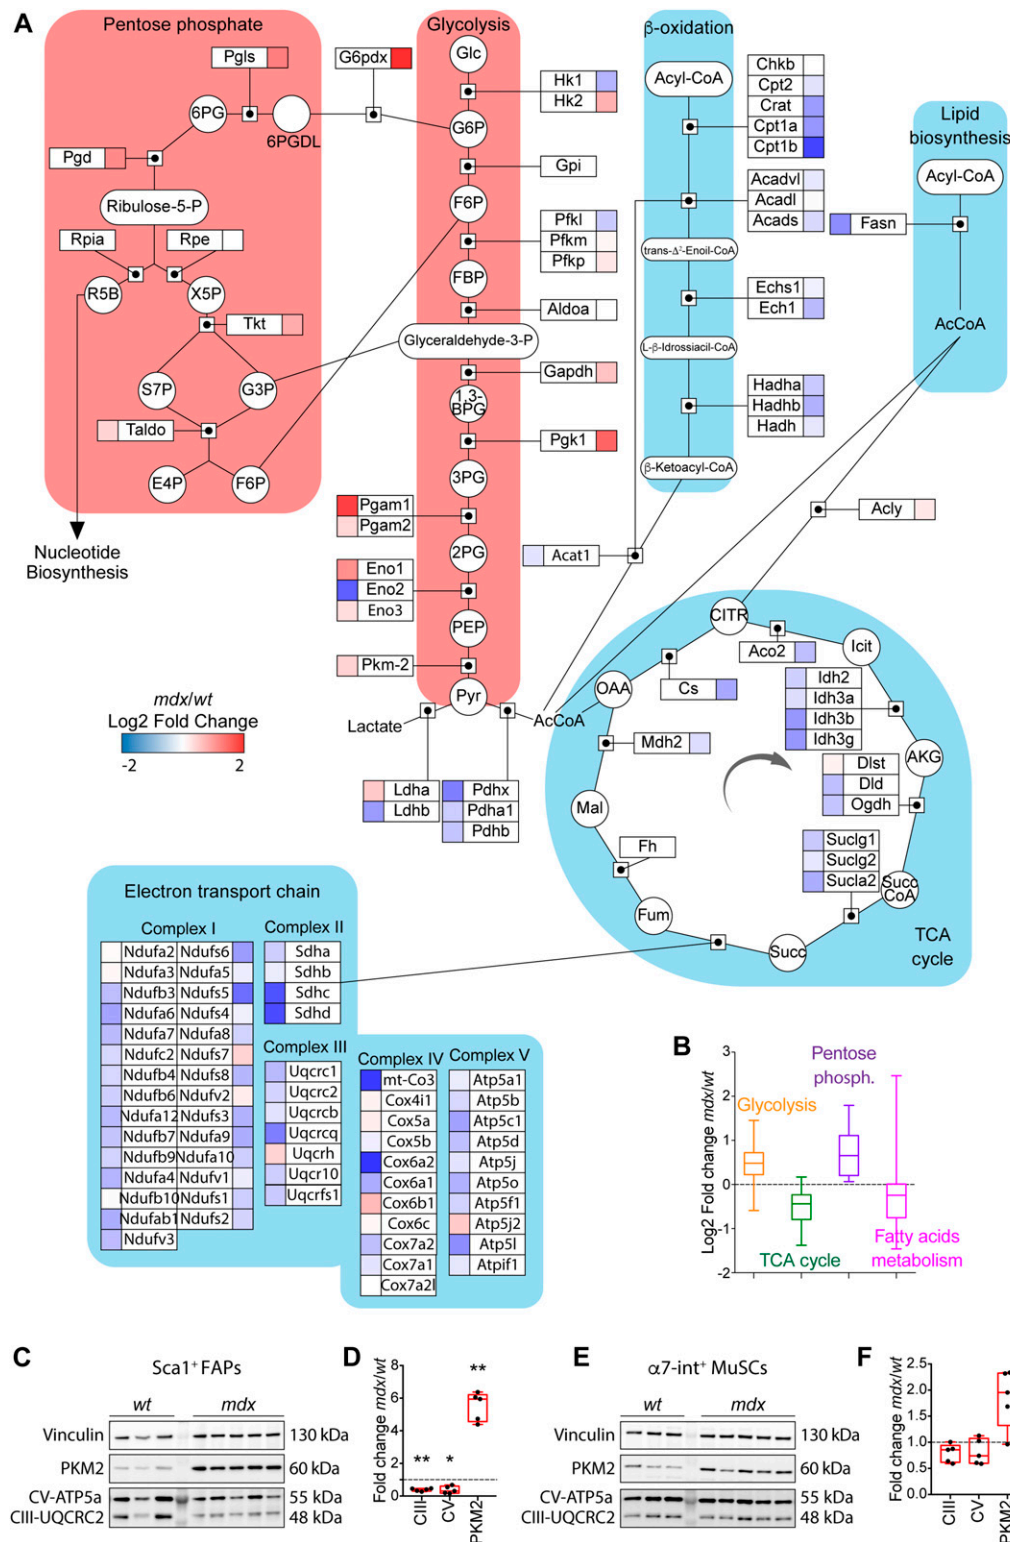 A
Pentose phosphate
Glycolysis
β-oxidation
Lipid
biosynthesis
Pgls
G6pdx
6PG
6PGDL
Pgd
Ribulose-5-P
Rpia
Rpe
R5B
X5P
Tkt
S7P
G3P
Taldo
E4P
F6P
Nucleotide
Biosynthesis
Glc
Hk1
Hk2
G6P
Gpi
F6P
Pfkl
Pfkm
Pfkp
FBP
Aldoa
Glyceraldehyde-3-P
Gapdh
1,3-
BPG
Pgk1
3PG
Pgam1
Pgam2
2PG
Eno1
Eno2
Eno3
PEP
Pkm-2
Pyr
Lactate
AcCoA
Ldha
Ldhb
Pdhx
Pdha1
Pdhb
Acyl-CoA
Chkb
Cpt2
Crat
Cpt1a
Cpt1b
Acadvl
Acadl
Acads
trans-Δ²-Enoil-CoA
Echs1
Ech1
L-β-Idrossiacil-CoA
Hadha
Hadhb
Hadh
β-Ketoacyl-CoA
Acat1
Acyl-CoA
Fasn
AcCoA
Acly
CITR
Aco2
Icit
Cs
OAA
Idh2
Idh3a
Idh3b
Idh3g
Mdh2
AKG
Dlst
Dld
Ogdh
Mal
Fh
Suclg1
Suclg2
Sucla2
Succ
CoA
Fum
Succ
TCA
cycle
mdx/wt
Log2 Fold Change
-2 2
Electron transport chain
Complex I
Ndufa2 Ndufs6
Ndufa3 Ndufa5
Ndufb3 Ndufs5
Ndufa6 Ndufs4
Ndufa7 Ndufa8
Ndufc2 Ndufs7
Ndufb4 Ndufs8
Ndufb6 Ndufv2
Ndufa12 Ndufs3
Ndufb7 Ndufa9
Ndufb9 Ndufa10
Ndufa4 Ndufv1
Ndufb10 Ndufs1
Ndufab1 Ndufs2
Ndufv3
Complex II
Sdha
Sdhb
Sdhc
Sdhd
Complex III
Uqcrc1
Uqcrc2
Uqcrcb
Uqcrcq
Uqcrh
Uqcr10
Uqcrfs1
Complex IV
mt-Co3
Cox4i1
Cox5a
Cox5b
Cox6a2
Cox6a1
Cox6b1
Cox6c
Cox7a2
Cox7a1
Cox7a2l
Complex V
Atp5a1
Atp5b
Atp5c1
Atp5d
Atp5j
Atp5o
Atp5f1
Atp5j2
Atp5l
Atpif1
B
Log2 Fold change mdx/wt
3
2
1
0
-1
-2
Glycolysis
Pentose
phosph.
TCA cycle
Fatty acids
metabolism
C
Sca1⁺ FAPs
wt mdx
Vinculin 130 kDa
PKM2 60 kDa
CV-ATP5a 55 kDa
CIII-UQCRC2 48 kDa
D
Fold change mdx/wt
8
6
4
2
0
** * **
CIII
CV
PKM2
E
α7-int⁺ MuSCs
wt mdx
Vinculin 130 kDa
PKM2 60 kDa
CV-ATP5a 55 kDa
CIII-UQCRC2 48 kDa
F
Fold change mdx/wt
2.5
2.0
1.5
1.0
0.5
0.0
CIII
CV
PKM2